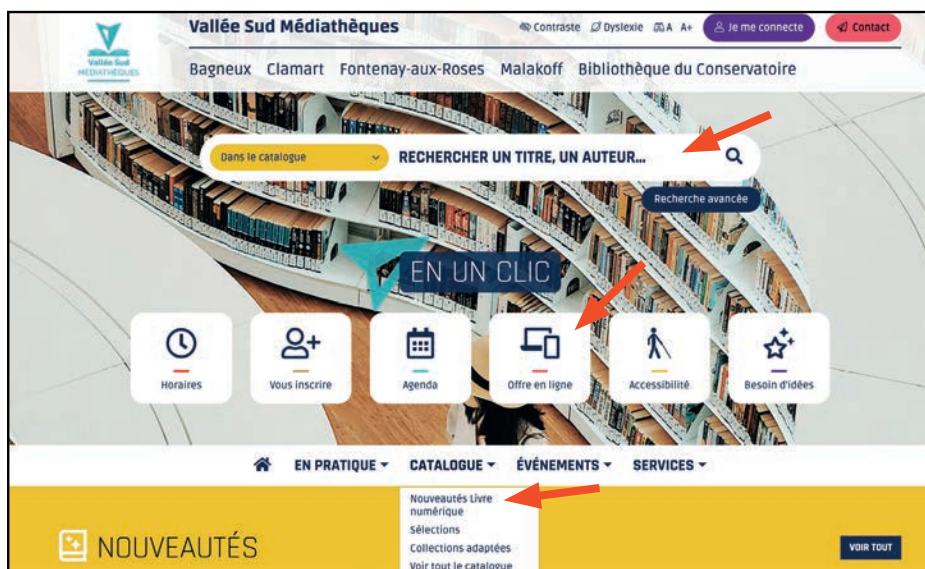 Vallée Sud Médiathèques
Contraste Dyslexie A A+ Je me connecte Contact
Vallée Sud
MÉDIATHÈQUES
Bagneux Clamart Fontenay-aux-Roses Malakoff Bibliothèque du Conservatoire
Dans le catalogue RECHERCHER UN TITRE, UN AUTEUR...
Recherche avancée
EN UN CLIC
Horaires Vous inscrire Agenda Offre en ligne Accessibilité Besoin d'idées
EN PRATIQUE CATALOGUE ÉVÉNEMENTS SERVICES
Nouveautés Livre
numérique
Sélections
Collections adaptées
Voir tout le catalogue
NOUVEAUTÉS
VOIR TOUT